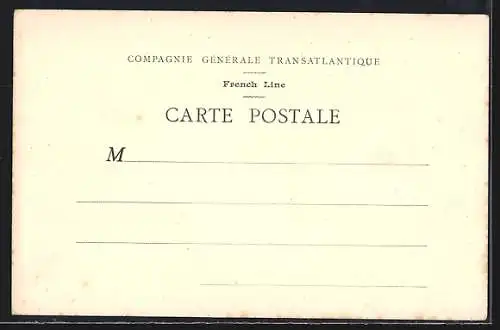 COMPAGNIE GÉNÉRALE TRANSATLANTIQUE
French Line
CARTE POSTALE
M